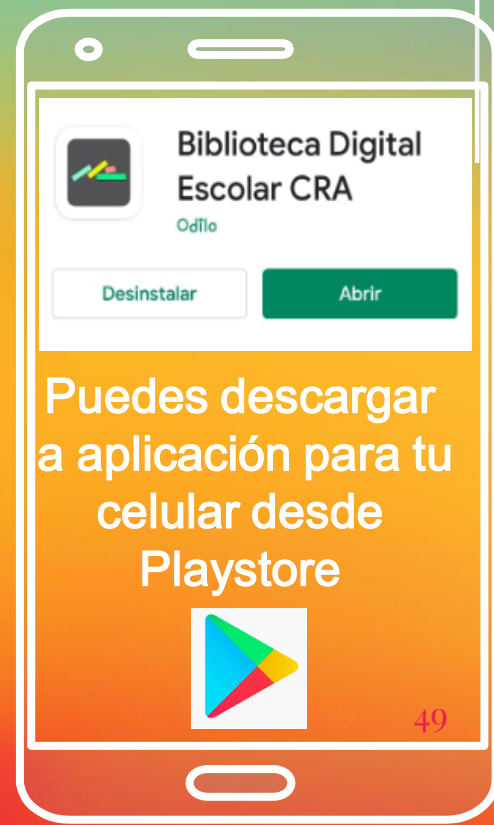 Biblioteca Digital
Escolar CRA
Odilo
Desinstalar
Abrir
Puedes descargar
a aplicación para tu
celular desde
Playstore
49